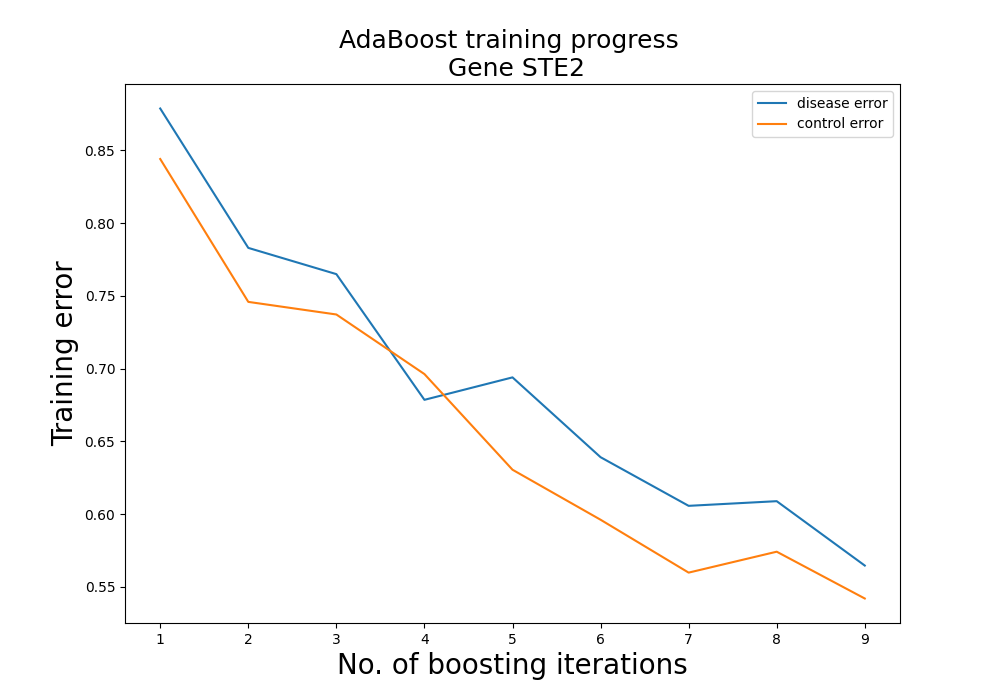 AdaBoost training progress
Gene STE2
disease error
control error
Training error
0.85
0.80
0.75
0.70
0.65
0.60
0.55
1 2 3 4 5 6 7 8 9
No. of boosting iterations